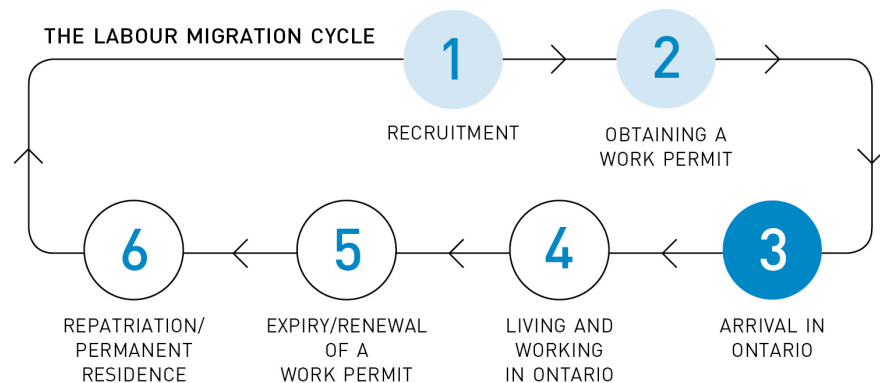 THE LABOUR MIGRATION CYCLE
1
RECRUITMENT
2
OBTAINING A
WORK PERMIT
3
ARRIVAL IN
ONTARIO
4
LIVING AND
WORKING
IN ONTARIO
5
EXPIRY/RENEWAL
OF A
WORK PERMIT
6
REPATRIATION/
PERMANENT
RESIDENCE